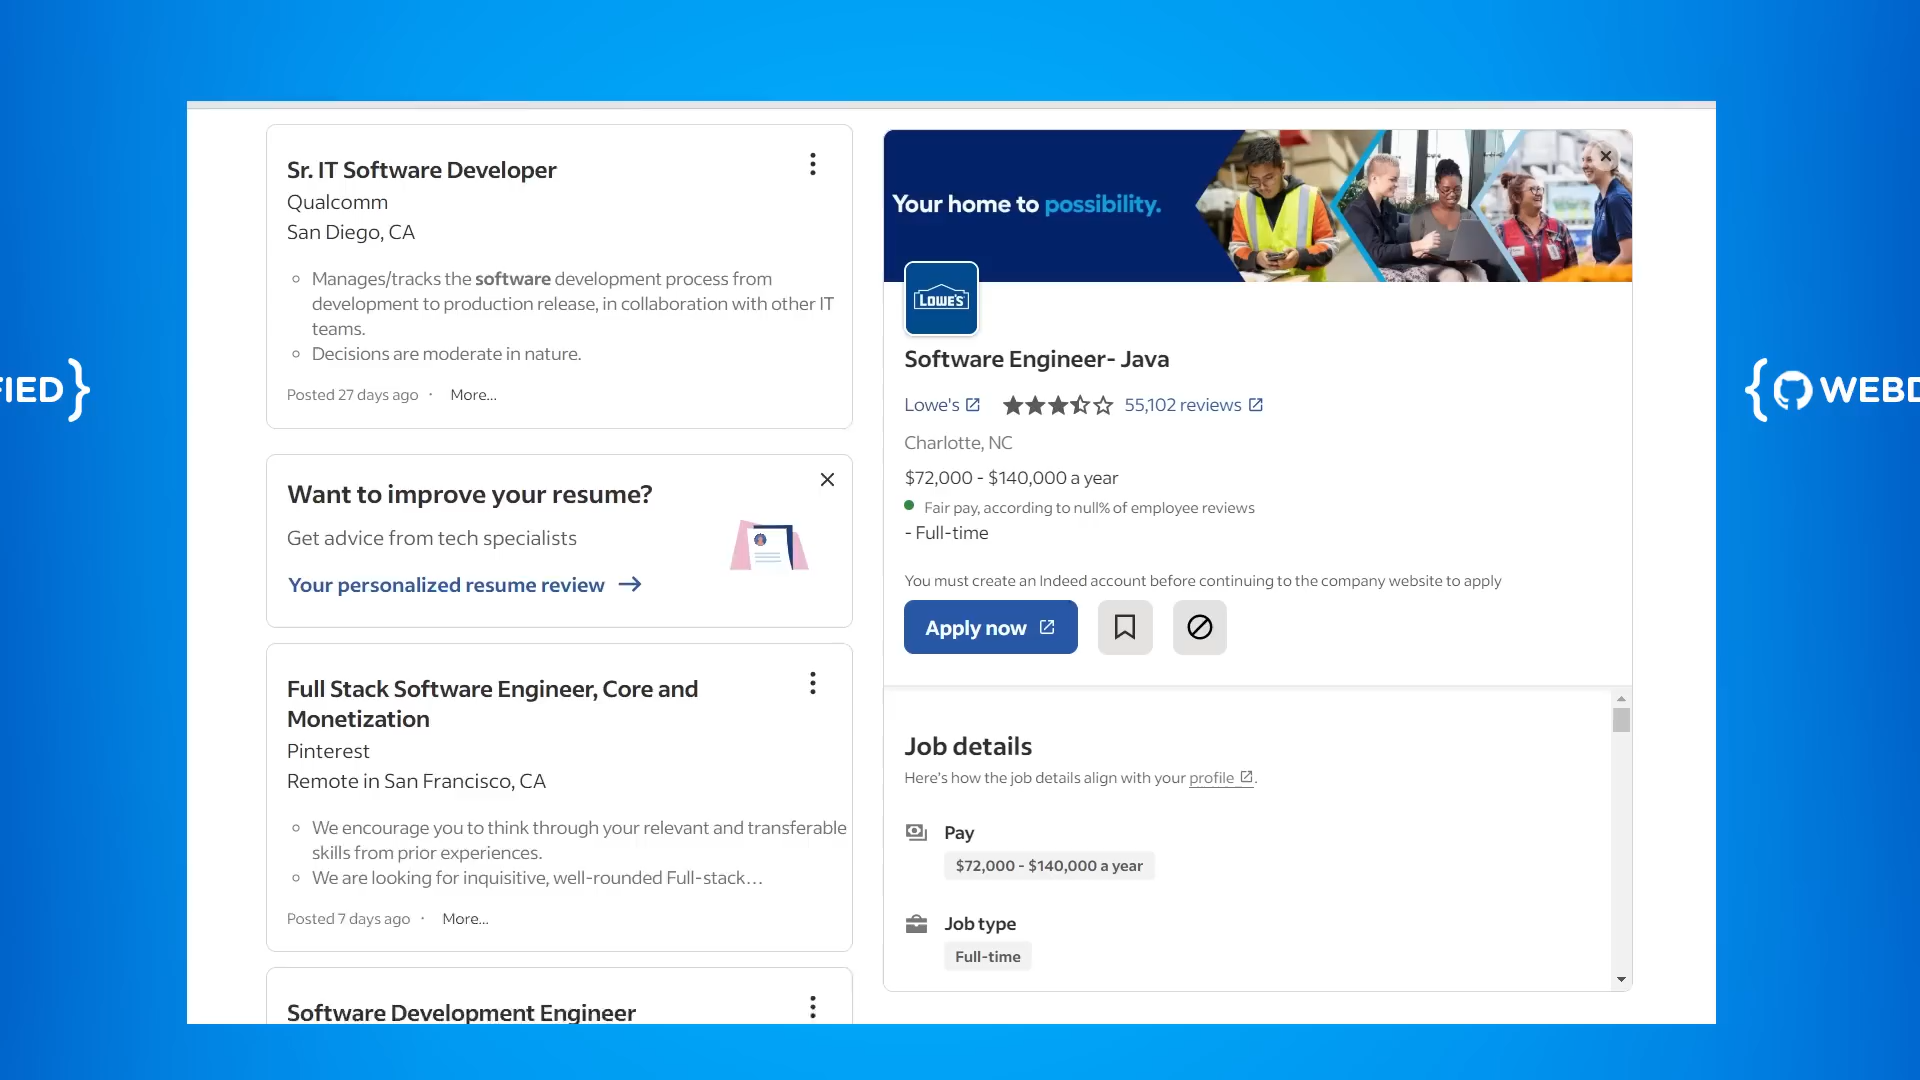 Sr. IT Software Developer
Qualcomm
San Diego, CA
Manages/tracks the software development process from
development to production release, in collaboration with other IT
teams.
Decisions are moderate in nature.
Posted 27 days ago · More...
Want to improve your resume?
Get advice from tech specialists
Your personalized resume review
Full Stack Software Engineer, Core and
Monetization
Pinterest
Remote in San Francisco, CA
We encourage you to think through your relevant and transferable
skills from prior experiences.
We are looking for inquisitive, well-rounded Full-stack…
Posted 7 days ago · More...
Software Development Engineer
Your home to possibility.
LOWE'S
Software Engineer- Java
Lowe's 55,102 reviews
Charlotte, NC
$72,000 - $140,000 a year
Fair pay, according to null% of employee reviews
- Full-time
You must create an Indeed account before continuing to the company website to apply
Apply now
Job details
Here's how the job details align with your profile.
Pay
$72,000 - $140,000 a year
Job type
Full-time
FIED}
{WEBD